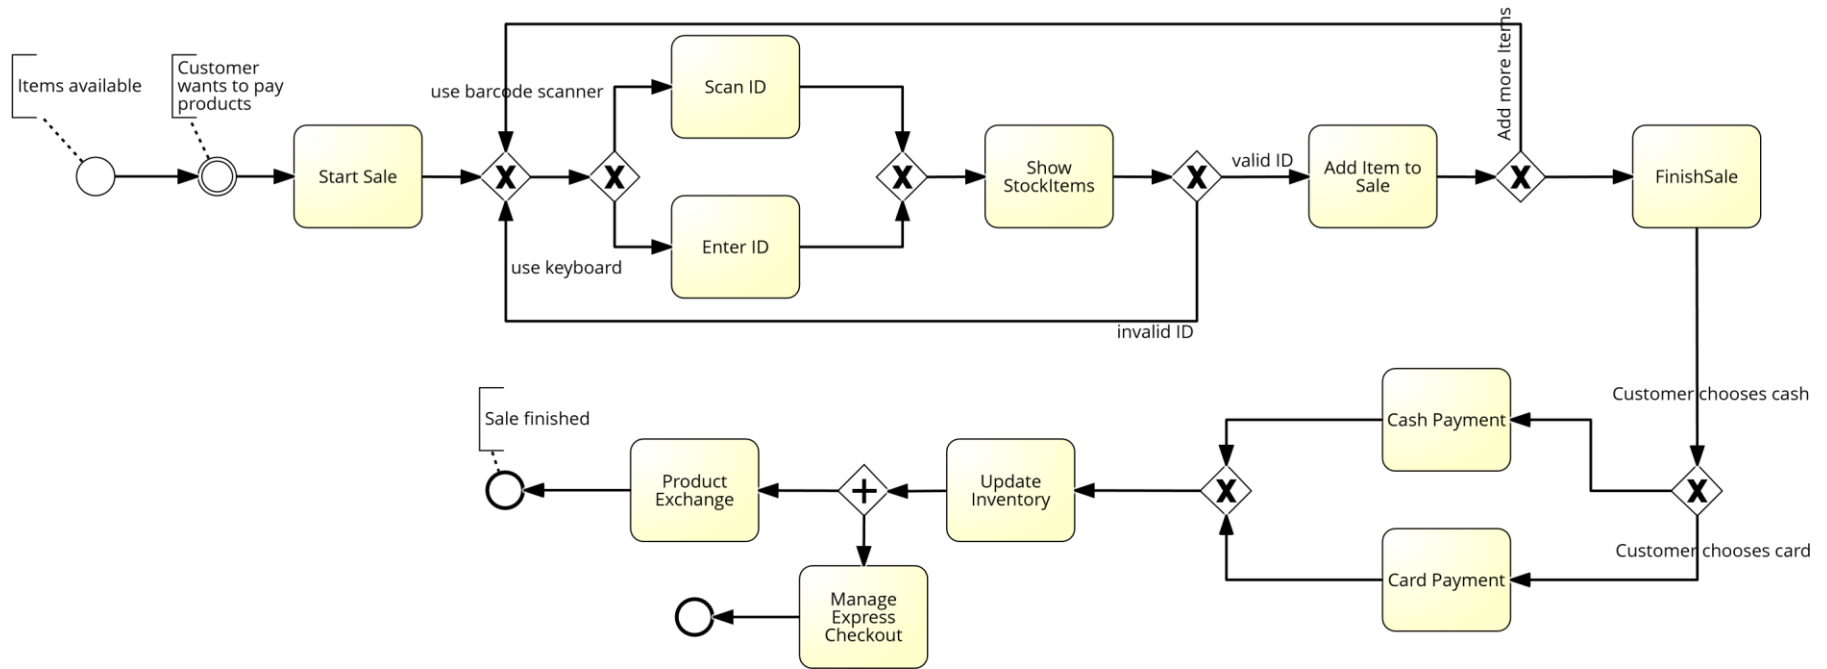 Items available
Customer
wants to pay
products
Start Sale
use barcode scanner
use keyboard
Scan ID
Enter ID
Show
StockItems
valid ID
invalid ID
Add Item to
Sale
Add more Items
FinishSale
Customer chooses cash
Customer chooses card
Cash Payment
Card Payment
Update
Inventory
Product
Exchange
Manage
Express
Checkout
Sale finished